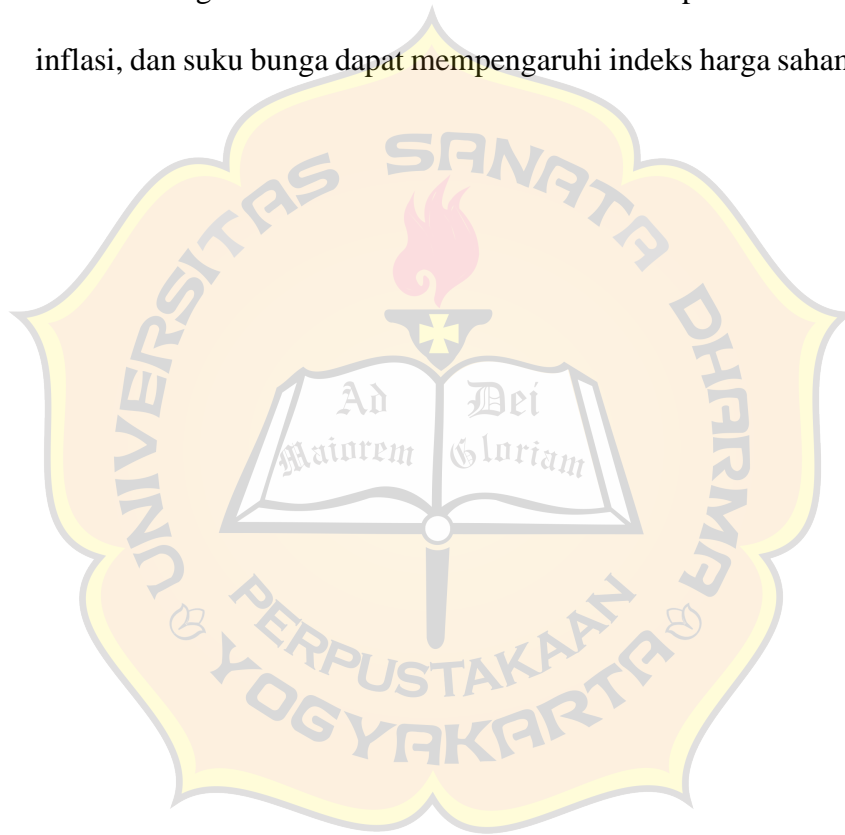 inflasi, dan suku bunga dapat mempengaruhi indeks harga saham
UNIVERSITAS SANATA DHARMA
Ad Dei
Maiorem Gloriam
PERPUSTAKAAN
YOGYAKARTA